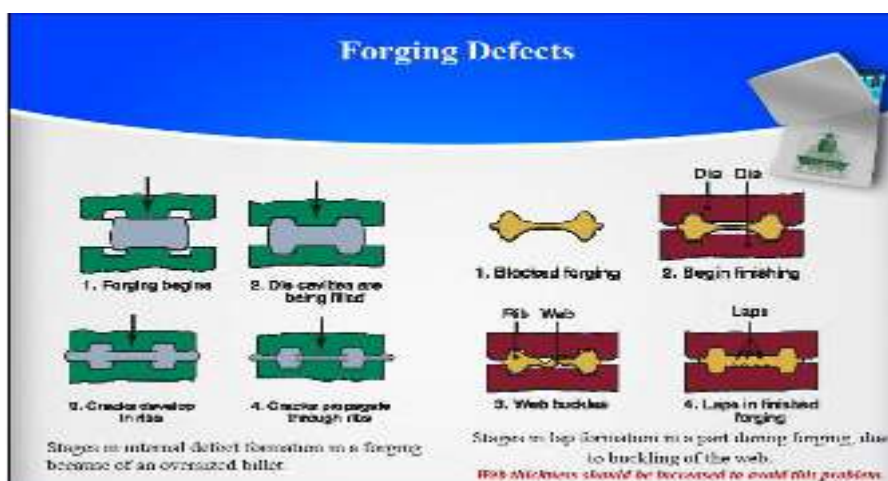 Forging Defects
Die Die
1. Forging begins
2. Die cavities are
being filled
1. Blocked forging
2. Begin finishing
Rib Web
Laps
3. Cracks develop
in ribs
4. Cracks propagate
through ribs
3. Web buckles
4. Laps in finished
forging
Stages in internal defect formation in a forging
because of an oversized billet
Stages in lap formation in a part during forging, due
to buckling of the web.
Web thickness should be increased to avoid this problem